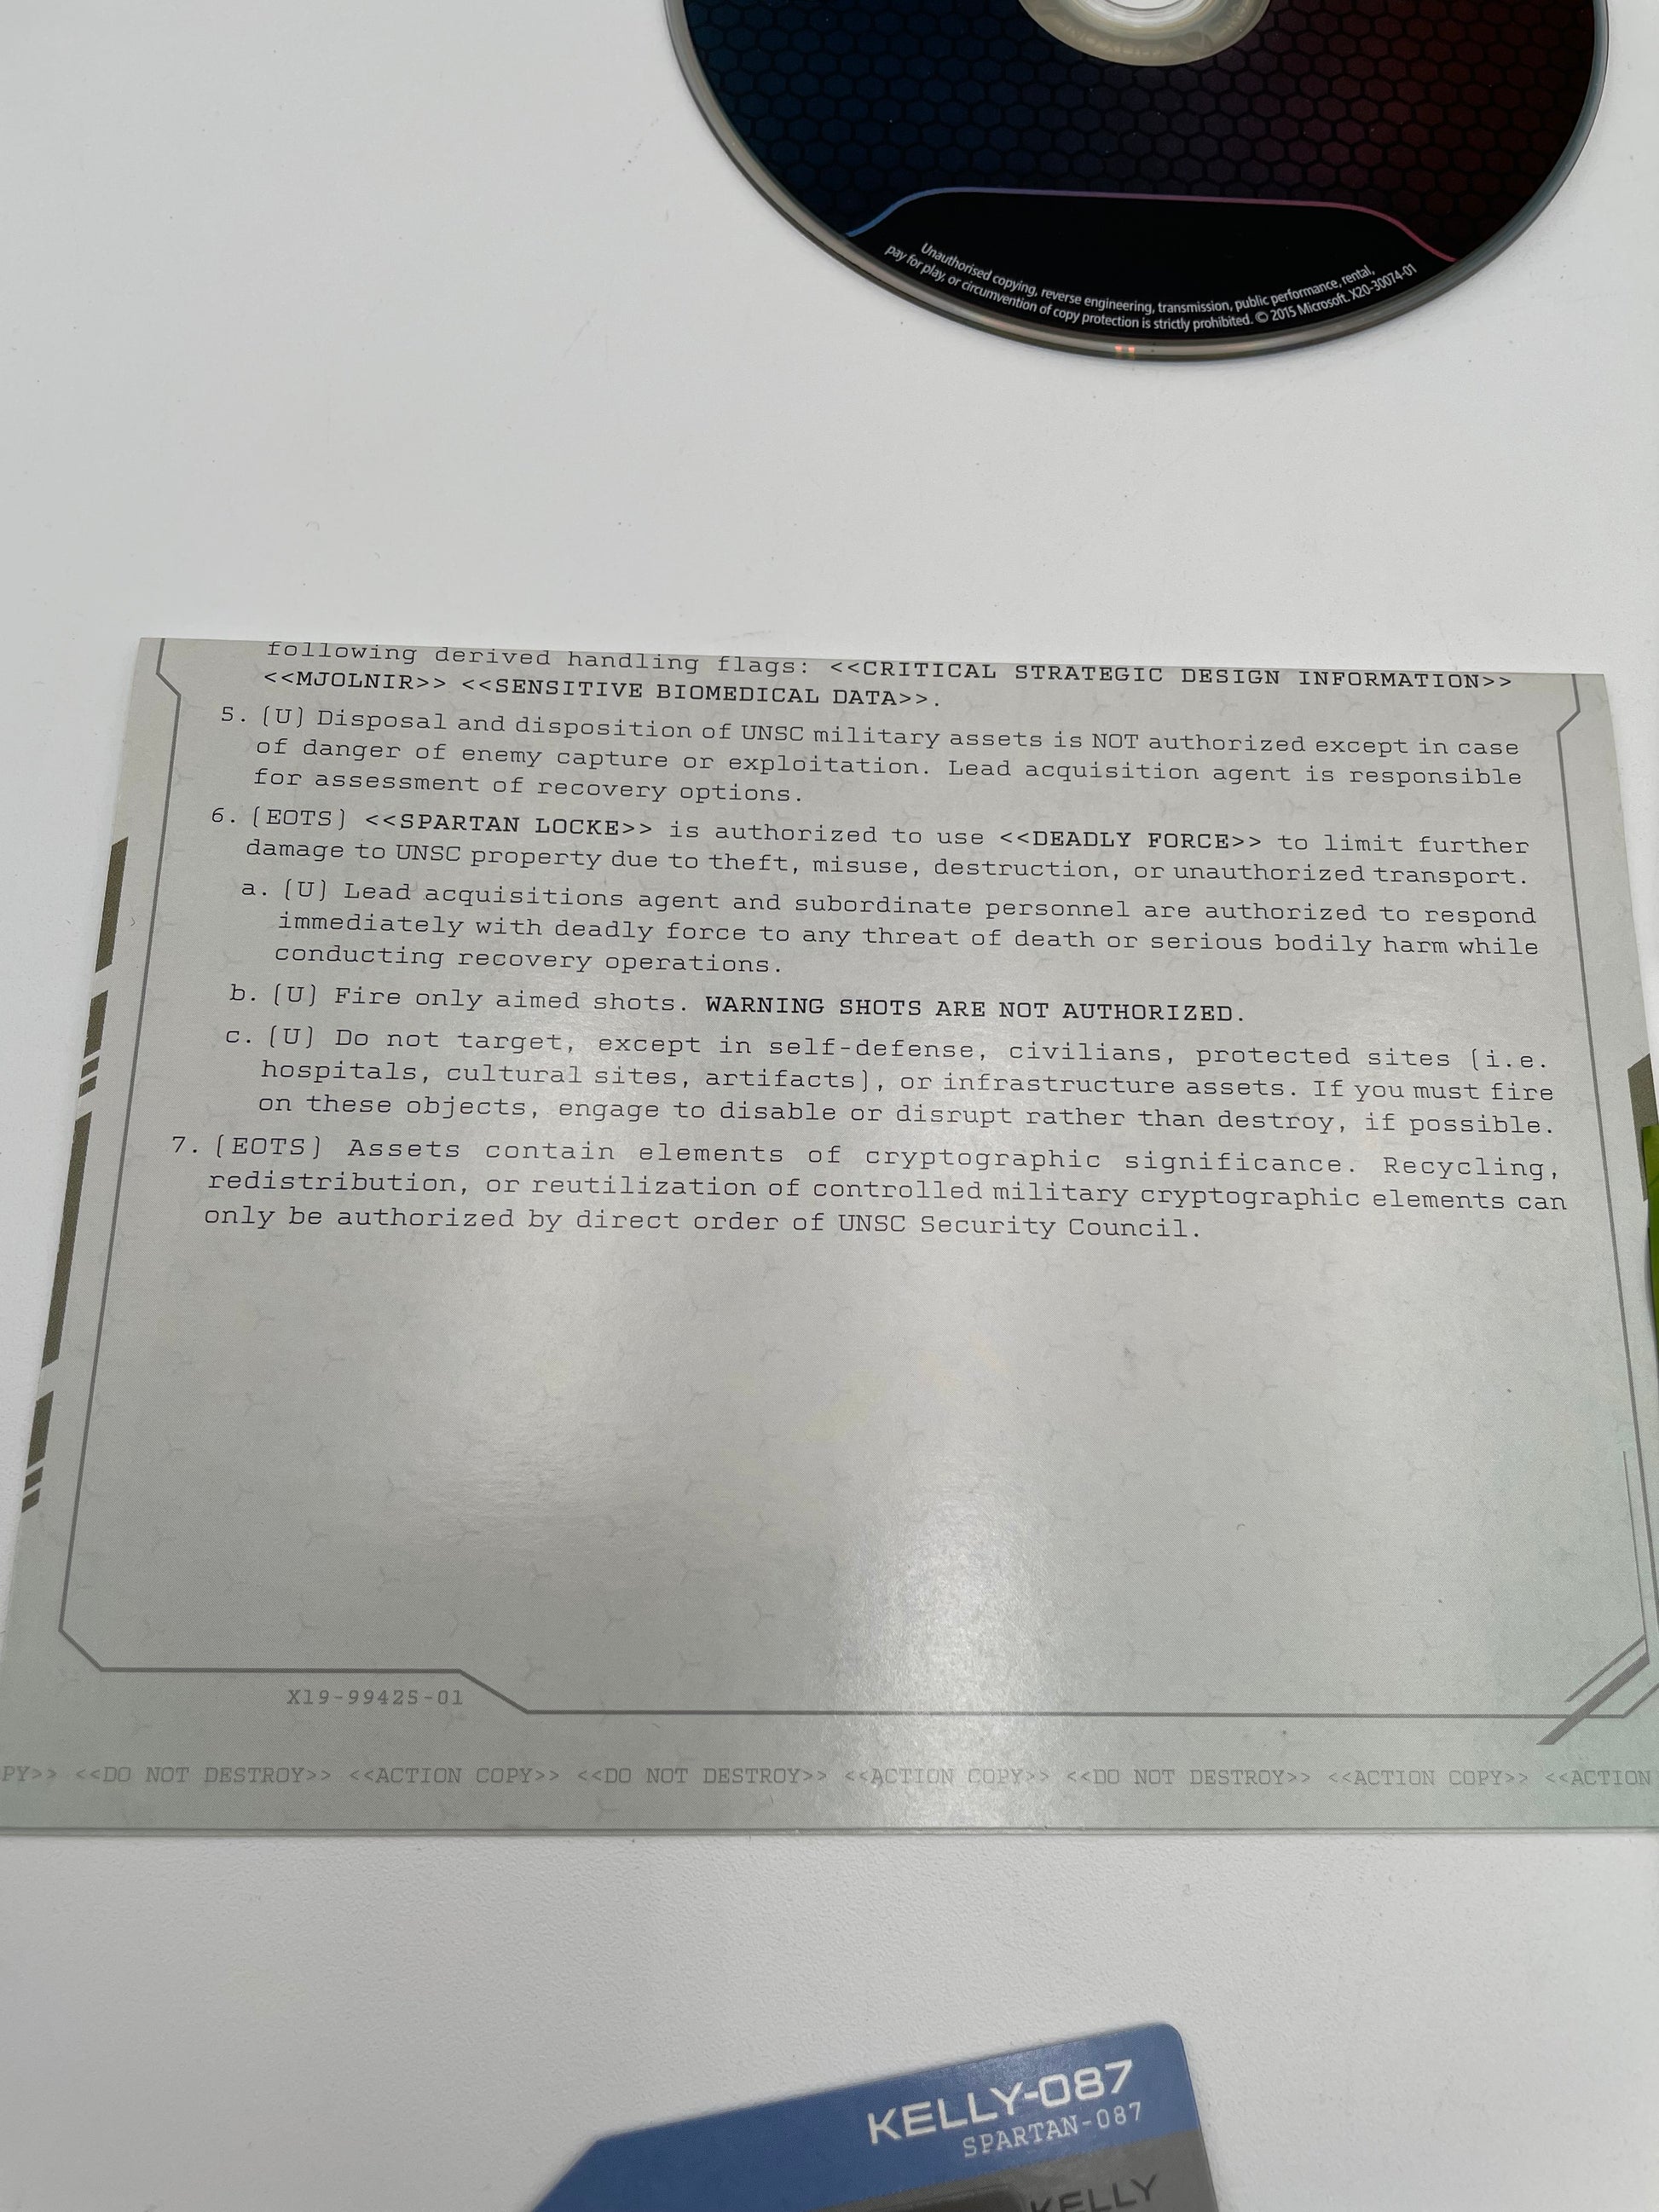 Unauthorised copying, reverse engineering, transmission, public performance, rental,
pay for play, or circumvention of copy protection is strictly prohibited. © 2015 Microsoft. X20-30074-01
following derived handling flags: <<CRITICAL STRATEGIC DESIGN INFORMATION>>
<<MJOLNIR>> <<SENSITIVE BIOMEDICAL DATA>>.
5. (U) Disposal and disposition of UNSC military assets is NOT authorized except in case
of danger of enemy capture or exploitation. Lead acquisition agent is responsible
for assessment of recovery options.
6. (EOTS) <<SPARTAN LOCKE>> is authorized to use <<DEADLY FORCE>> to limit further
damage to UNSC property due to theft, misuse, destruction, or unauthorized transport.
a. (U) Lead acquisitions agent and subordinate personnel are authorized to respond
immediately with deadly force to any threat of death or serious bodily harm while
conducting recovery operations.
b. (U) Fire only aimed shots. WARNING SHOTS ARE NOT AUTHORIZED.
c. (U) Do not target, except in self-defense, civilians, protected sites (i.e.
hospitals, cultural sites, artifacts), or infrastructure assets. If you must fire
on these objects, engage to disable or disrupt rather than destroy, if possible.
7. (EOTS) Assets contain elements of cryptographic significance. Recycling,
redistribution, or reutilization of controlled military cryptographic elements can
only be authorized by direct order of UNSC Security Council.
X19-99425-01
PY>> <<DO NOT DESTROY>> <<ACTION COPY>> <<DO NOT DESTROY>> <<ACTION COPY>> <<DO NOT DESTROY>> <<ACTION COPY>> <<ACTION
KELLY-087
SPARTAN-087
KELLY